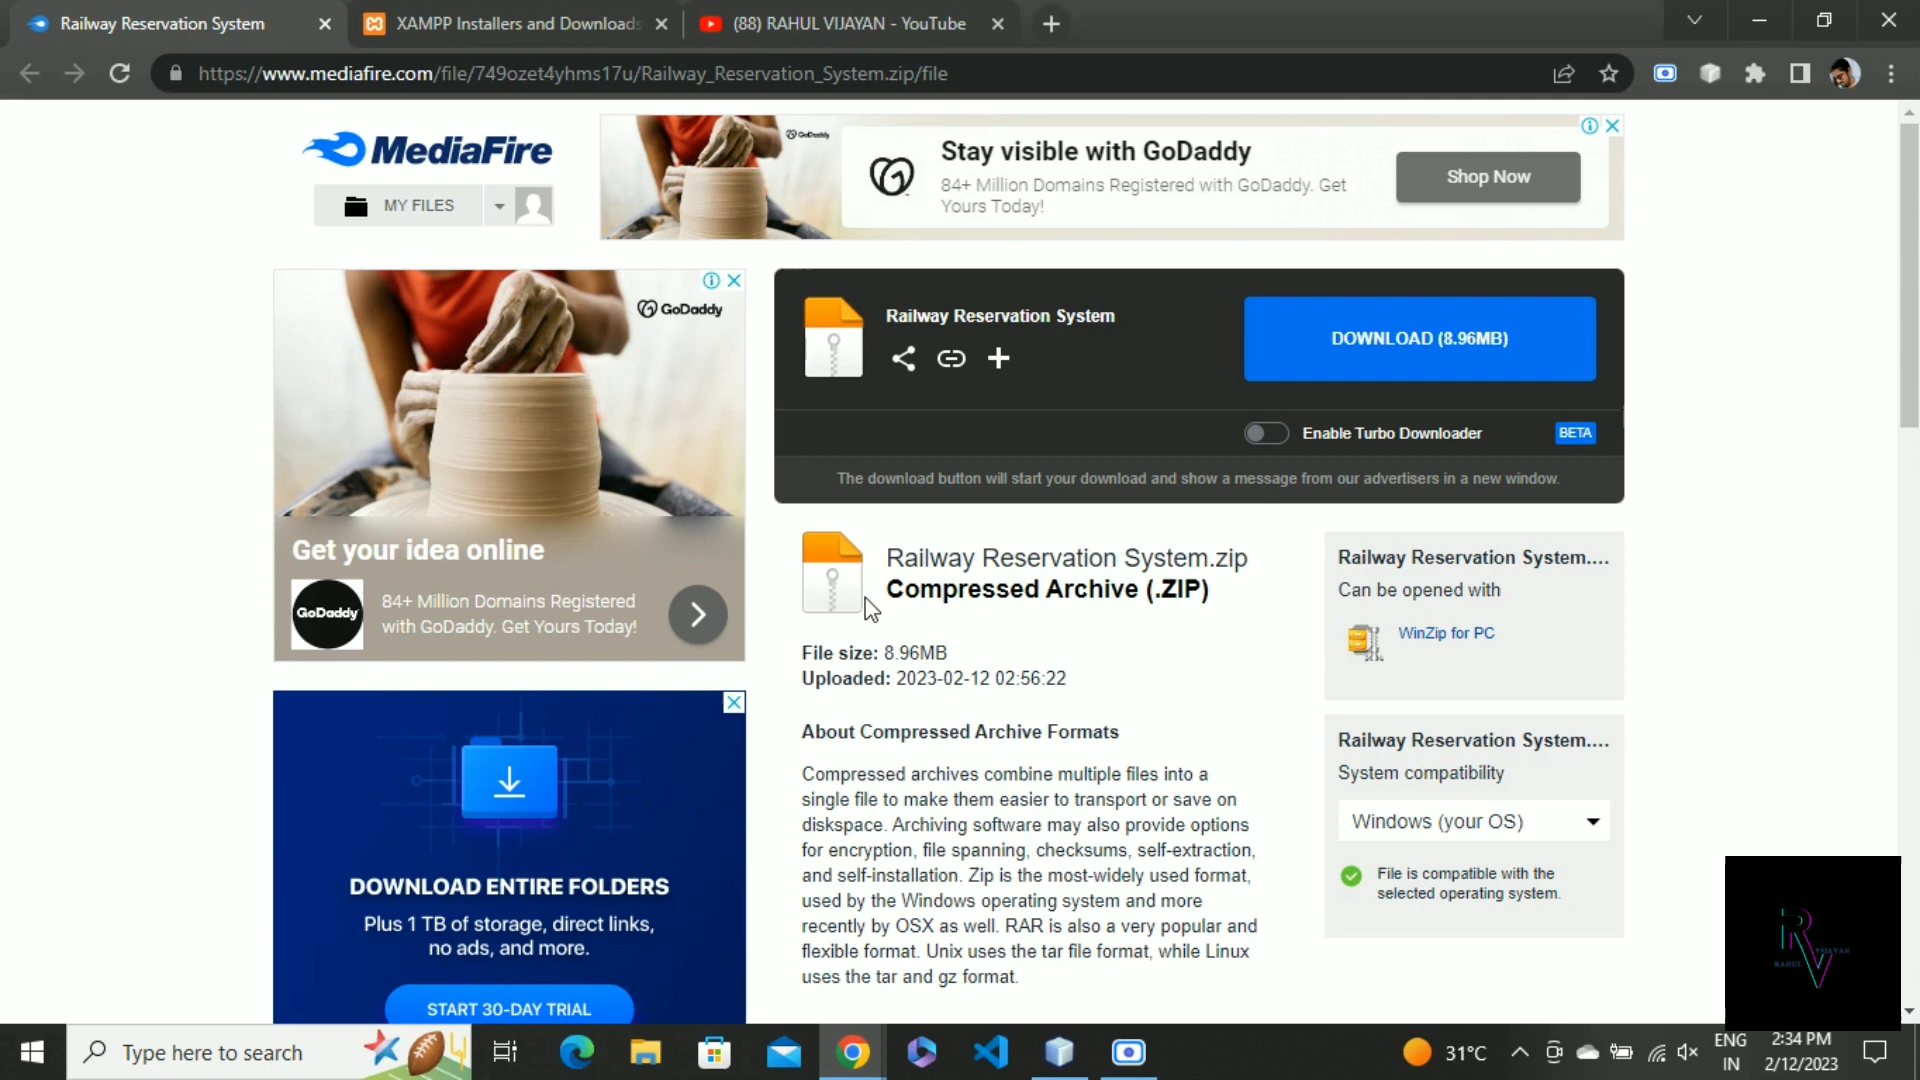 Railway Reservation System
XAMPP Installers and Downloads
(88) RAHUL VIJAYAN - YouTube
https://www.mediafire.com/file/749ozet4yhms17u/Railway_Reservation_System.zip/file
MediaFire
MY FILES
GoDaddy
Stay visible with GoDaddy
84+ Million Domains Registered with GoDaddy. Get
Yours Today!
Shop Now
GoDaddy
Get your idea online
GoDaddy
84+ Million Domains Registered
with GoDaddy. Get Yours Today!
DOWNLOAD ENTIRE FOLDERS
Plus 1 TB of storage, direct links,
no ads, and more.
START 30-DAY TRIAL
Railway Reservation System
DOWNLOAD (8.96MB)
Enable Turbo Downloader
BETA
The download button will start your download and show a message from our advertisers in a new window.
Railway Reservation System.zip
Compressed Archive (.ZIP)
File size: 8.96MB
Uploaded: 2023-02-12 02:56:22
About Compressed Archive Formats
Compressed archives combine multiple files into a
single file to make them easier to transport or save on
diskspace. Archiving software may also provide options
for encryption, file spanning, checksums, self-extraction,
and self-installation. Zip is the most-widely used format,
used by the Windows operating system and more
recently by OSX as well. RAR is also a very popular and
flexible format. Unix uses the tar file format, while Linux
uses the tar and gz format.
Railway Reservation System....
Can be opened with
WinZip for PC
Railway Reservation System....
System compatibility
Windows (your OS)
File is compatible with the
selected operating system.
RV
RAHUL VIJAYAN
Type here to search
31°C
ENG
IN
2:34 PM
2/12/2023